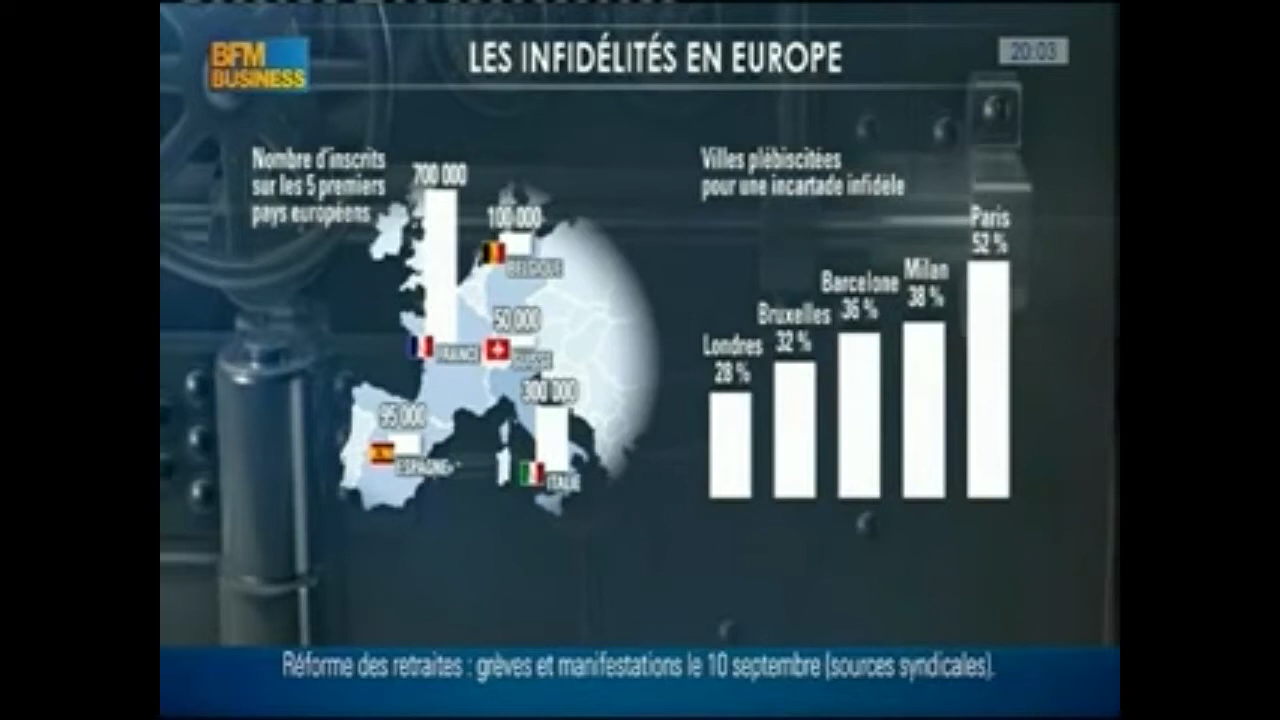 BFM
BUSINESS
LES INFIDÉLITÉS EN EUROPE
20:03
Nombre d'inscrits
sur les 5 premiers
pays européens
700 000
100 000
BELGIQUE
50 000
FRANCE
SUISSE
300 000
95 000
ESPAGNE
ITALIE
Villes plébiscitées
pour une incartade infidèle
Paris
52 %
Milan
38 %
Barcelone
36 %
Bruxelles
32 %
Londres
28 %
Réforme des retraites : grèves et manifestations le 10 septembre (sources syndicales).